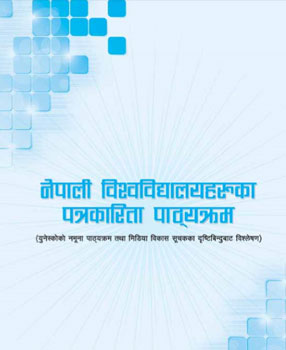 नेपाली विश्वविद्यालयहरुका
पत्रकारिता पाठ्यक्रम
(युनेस्कोको नमूना पाठ्यक्रम तथा मिडिया विकास सूचकका दृष्टिबिन्दुबाट विश्लेषण)